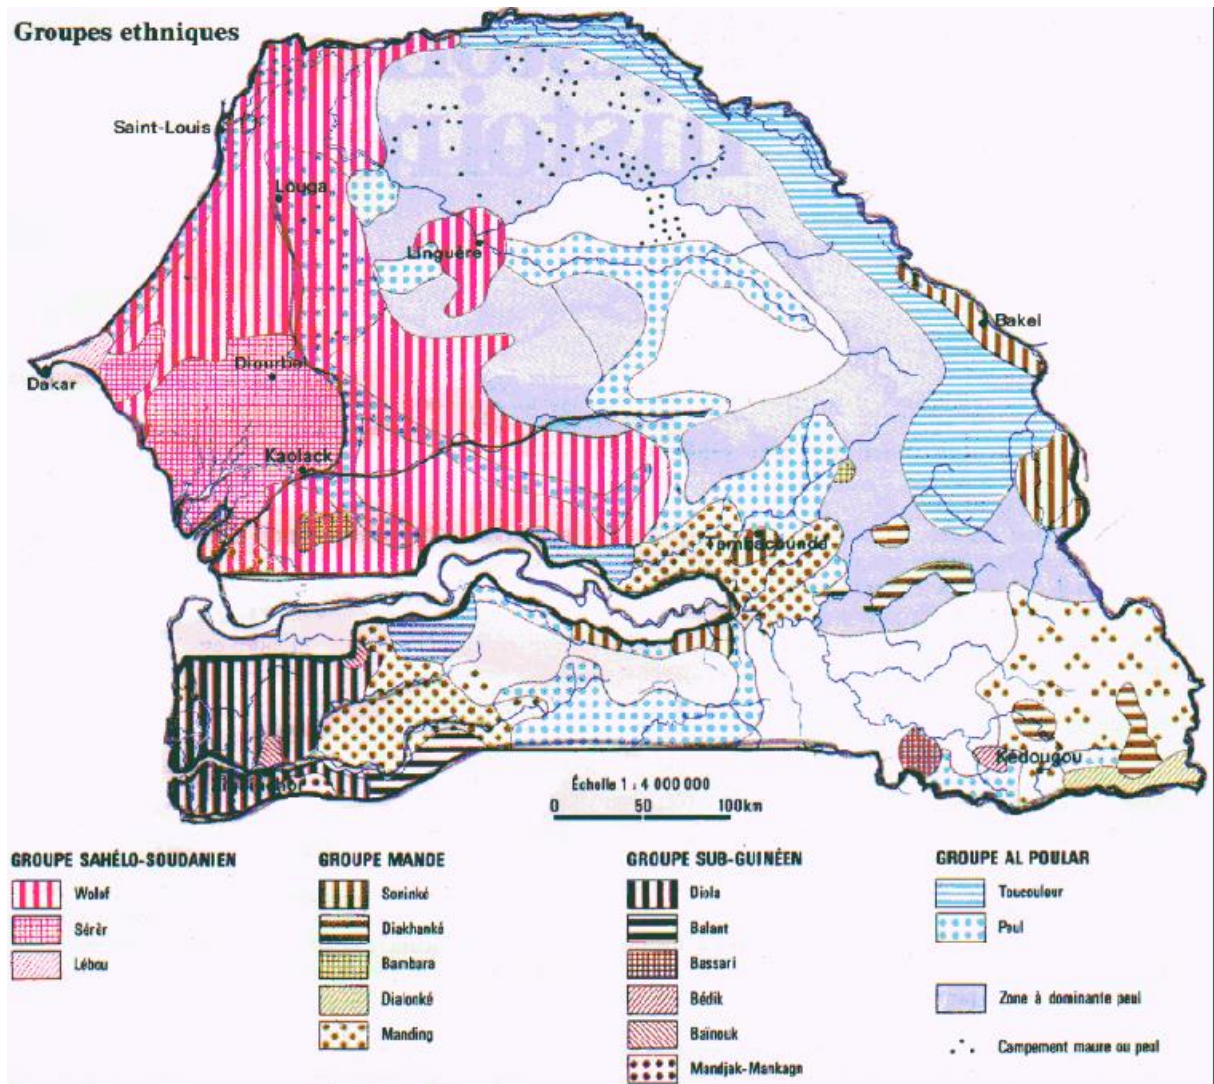 Groupes ethniques
Saint-Louis
Louga
Linguère
Bakel
Dakar
Diourbel
Kaolack
Tambacounda
Kédougou
Échelle 1 : 4 000 000
0 50 100km
GROUPE SAHÉLO-SOUDANIEN
Wolof
Sérèr
Lébou
GROUPE MANDE
Soninké
Diakhanké
Bambara
Dialonké
Manding
GROUPE SUB-GUINÉEN
Diola
Balant
Bassari
Bédik
Baïnouk
Mandjak-Mankagn
GROUPE AL POULAR
Toucouleur
Peul
Zone à dominante peul
Campement maure ou peul